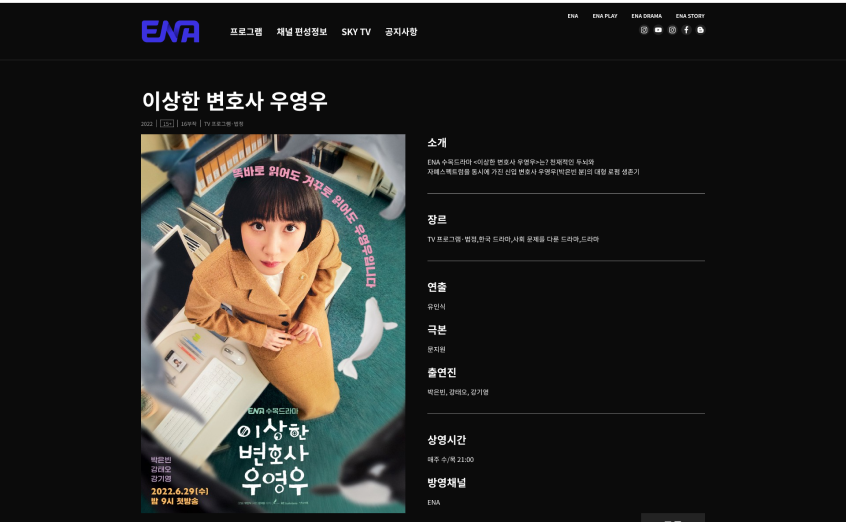 ENA
프로그램 채널 편성정보 SKY TV 공지사항
ENA ENA PLAY ENA DRAMA ENA STORY
이상한 변호사 우영우
2022 | 15+ | 16부작 | TV 프로그램·법정
똑바로 읽어도 거꾸로 읽어도 우영우입니다
ENA 수목드라마
이상한
변호사
우영우
박은빈
강태오
강기영
2022.6.29(수)
밤 9시 첫방송
소개
ENA 수목드라마 <이상한 변호사 우영우>는? 천재적인 두뇌와
자폐스펙트럼을 동시에 가진 신입 변호사 우영우(박은빈 분)의 대형 로펌 생존기
장르
TV 프로그램·법정,한국 드라마,사회 문제를 다룬 드라마,드라마
연출
유인식
극본
문지원
출연진
박은빈, 강태오, 강기영
상영시간
매주 수/목 21:00
방영채널
ENA